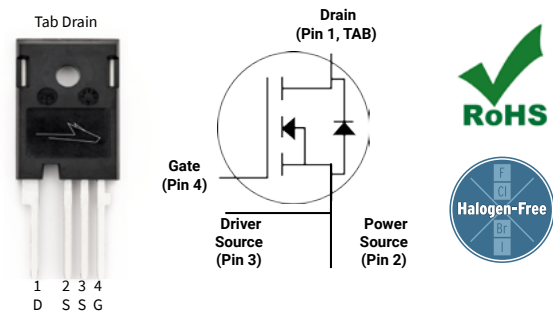 Tab Drain
1 2 3 4
D S S G
Drain
(Pin 1, TAB)
Gate
(Pin 4)
Driver
Source
(Pin 3)
Power
Source
(Pin 2)
RoHS
F
Cl
Halogen-Free
Br
I